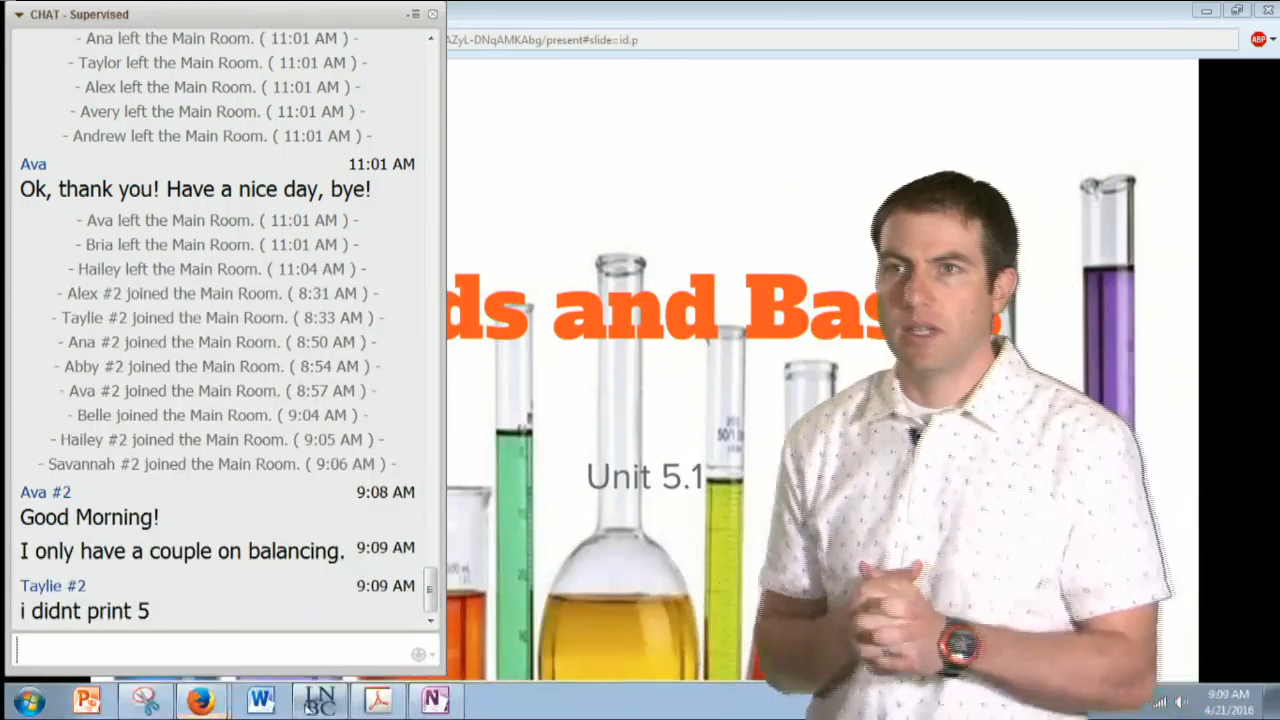 CHAT - Supervised
- Ana left the Main Room. ( 11:01 AM ) -
- Taylor left the Main Room. ( 11:01 AM ) -
- Alex left the Main Room. ( 11:01 AM ) -
- Avery left the Main Room. ( 11:01 AM ) -
- Andrew left the Main Room. ( 11:01 AM ) -
Ava 11:01 AM
Ok, thank you! Have a nice day, bye!
- Ava left the Main Room. ( 11:01 AM ) -
- Bria left the Main Room. ( 11:01 AM ) -
- Hailey left the Main Room. ( 11:04 AM ) -
- Alex #2 joined the Main Room. ( 8:31 AM ) -
- Taylie #2 joined the Main Room. ( 8:33 AM ) -
- Ana #2 joined the Main Room. ( 8:50 AM ) -
- Abby #2 joined the Main Room. ( 8:54 AM ) -
- Ava #2 joined the Main Room. ( 8:57 AM ) -
- Belle joined the Main Room. ( 9:04 AM ) -
- Hailey #2 joined the Main Room. ( 9:05 AM ) -
- Savannah #2 joined the Main Room. ( 9:06 AM ) -
Ava #2 9:08 AM
Good Morning!
I only have a couple on balancing. 9:09 AM
Taylie #2 9:09 AM
i didnt print 5
AZyL-DNqAMKAbg/present#slide=id.p
ABP
ds and Bas
Unit 5.1
9:09 AM
4/21/2016